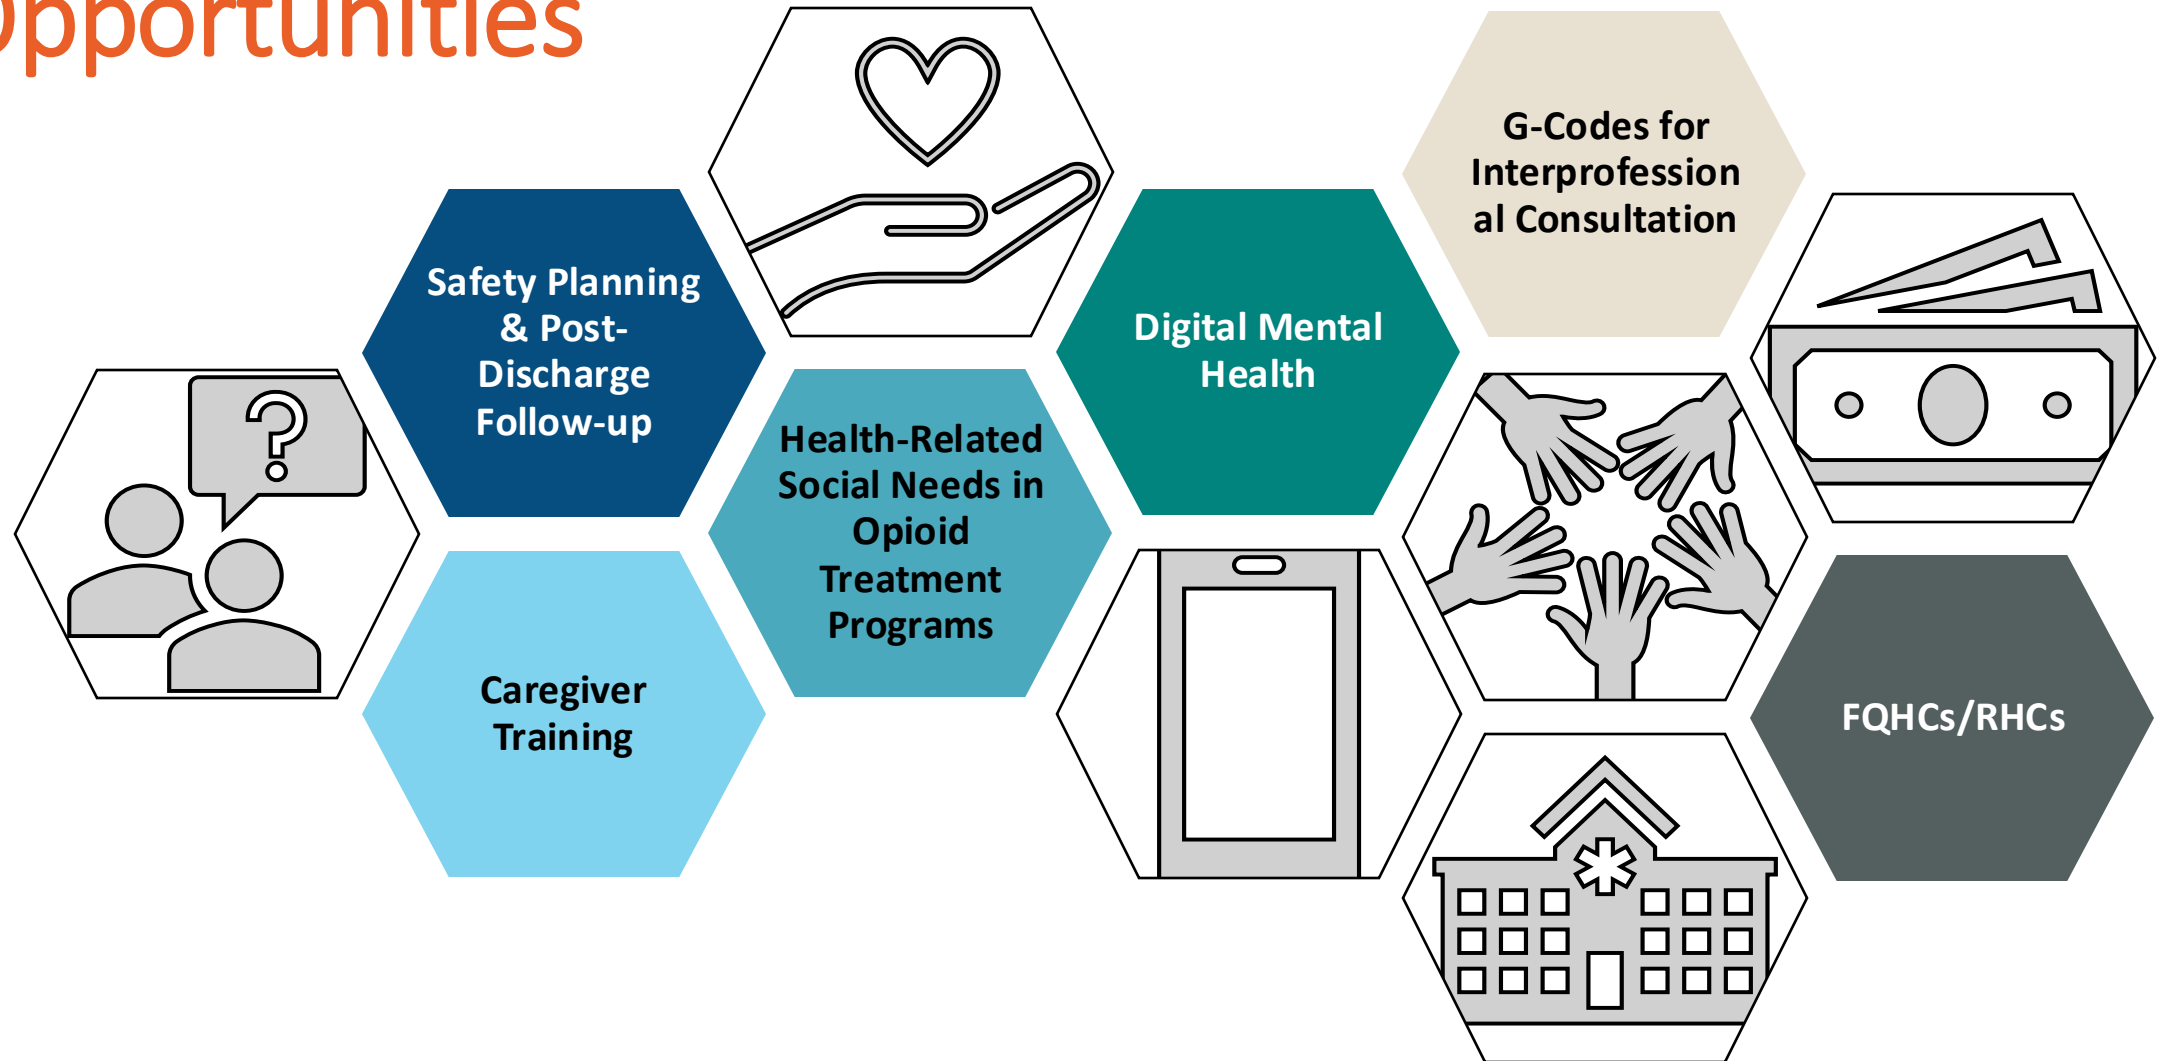 Opportunities
Safety Planning
& Post-
Discharge
Follow-up
Caregiver
Training
Health-Related
Social Needs in
Opioid
Treatment
Programs
Digital Mental
Health
G-Codes for
Interprofession
al Consultation
?
FQHCs/RHCs